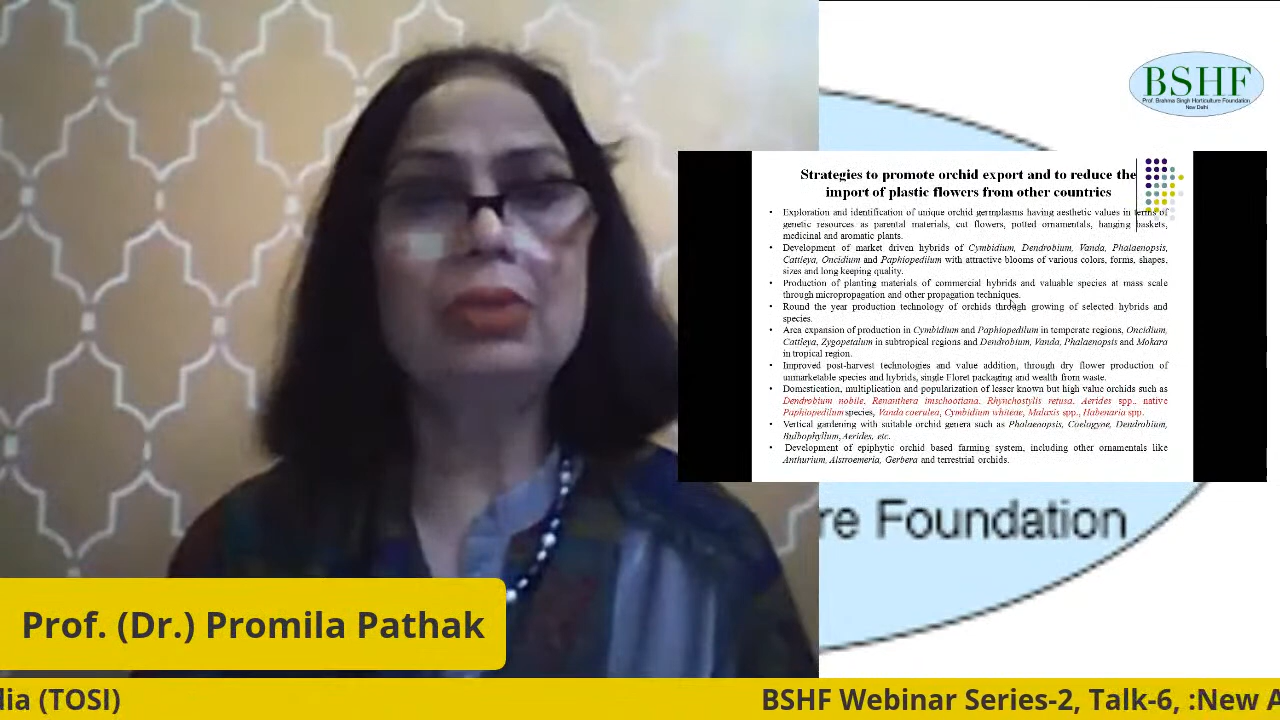 BSHF
Prof. Brahma Singh Horticulture Foundation
New Delhi
Strategies to promote orchid export and to reduce the
import of plastic flowers from other countries
• Exploration and identification of unique orchid germplasms having aesthetic values in terms of
genetic resources as parental materials, cut flowers, potted ornamentals, hanging baskets,
medicinal and aromatic plants.
• Development of market driven hybrids of Cymbidium, Dendrobium, Vanda, Phalaenopsis,
Cattleya, Oncidium and Paphiopedilum with attractive blooms of various colors, forms, shapes,
sizes and long keeping quality.
• Production of planting materials of commercial hybrids and valuable species at mass scale
through micropropagation and other propagation techniques.
• Round the year production technology of orchids through growing of selected hybrids and
species.
• Area expansion of production in Cymbidium and Paphiopedilum in temperate regions, Oncidium,
Cattleya, Zygopetalum in subtropical regions and Dendrobium, Vanda, Phalaenopsis and Mokara
in tropical region.
• Improved post-harvest technologies and value addition, through dry flower production of
unmarketable species and hybrids, single Floret packaging and wealth from waste.
• Domestication, multiplication and popularization of lesser known but high value orchids such as
Dendrobium nobile, Renanthera imschootiana, Rhynchostylis retusa, Aerides spp., native
Paphiopedilum species, Vanda coerulea, Cymbidium whiteae, Malaxis spp., Habenaria spp.
• Vertical gardening with suitable orchid genera such as Phalaenopsis, Coelogyne, Dendrobium,
Bulbophyllum, Aerides, etc.
• Development of epiphytic orchid based farming system, including other ornamentals like
Anthurium, Alstroemeria, Gerbera and terrestrial orchids.
re Foundation
Prof. (Dr.) Promila Pathak
dia (TOSI) BSHF Webinar Series-2, Talk-6, :New A